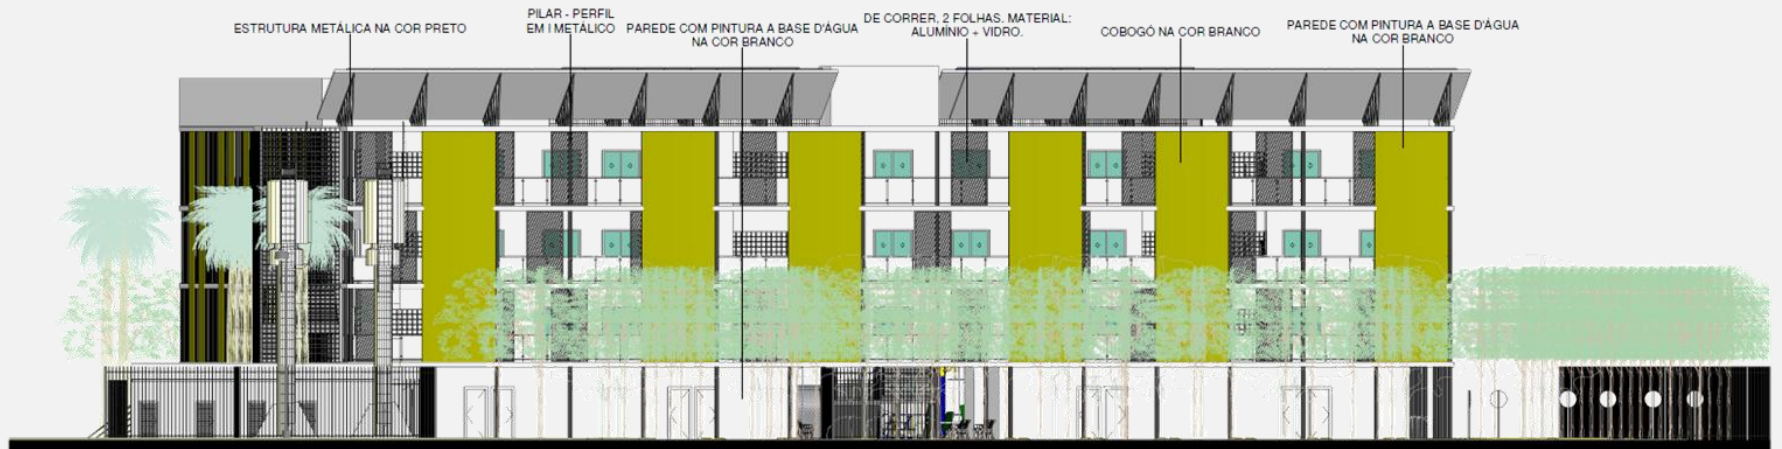 ESTRUTURA METÁLICA NA COR PRETO
PILAR - PERFIL
EM I METÁLICO
PAREDE COM PINTURA A BASE D'ÁGUA
NA COR BRANCO
DE CORRER, 2 FOLHAS. MATERIAL:
ALUMÍNIO + VIDRO.
COBOGÓ NA COR BRANCO
PAREDE COM PINTURA A BASE D'ÁGUA
NA COR BRANCO